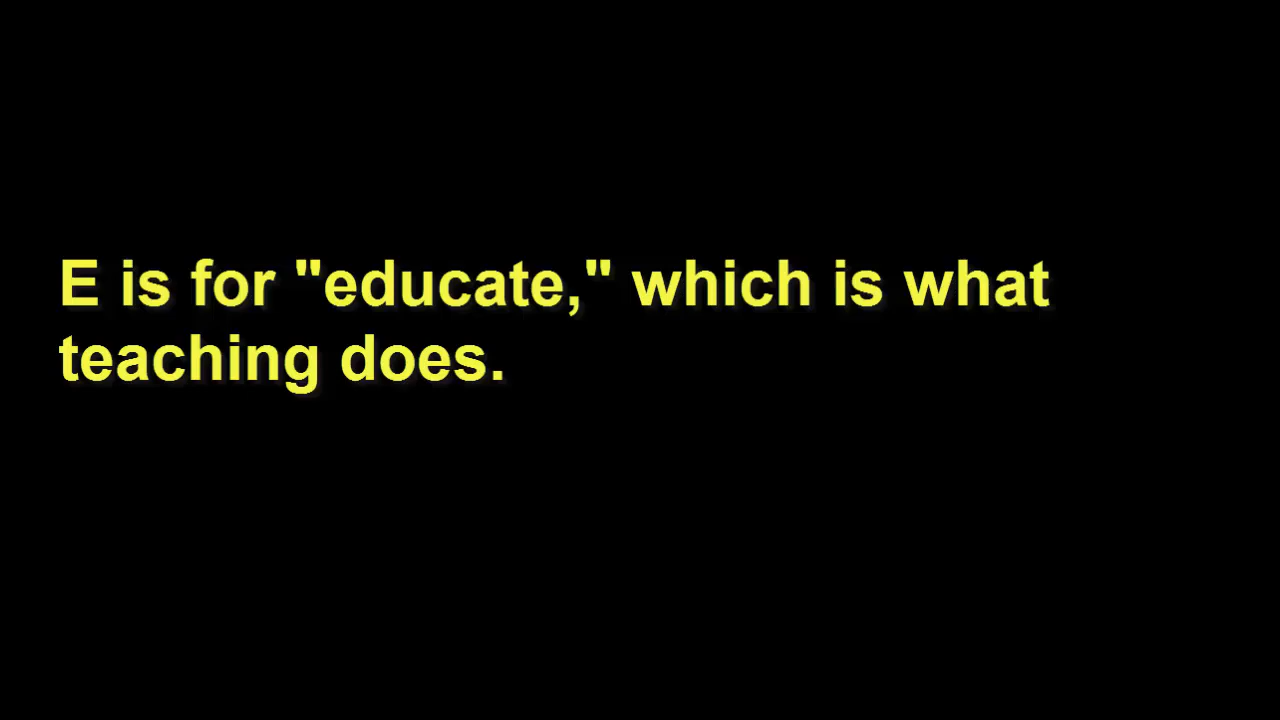 E is for "educate," which is what
teaching does.